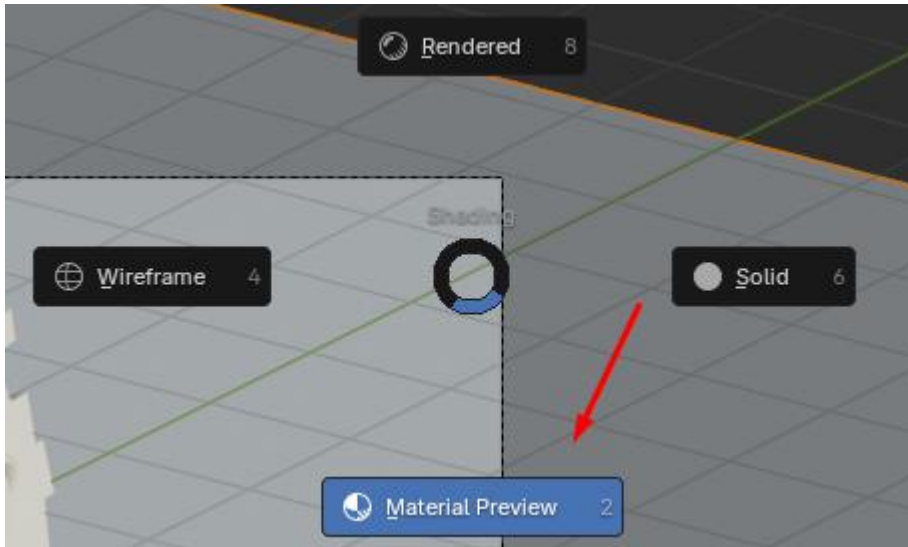 Rendered 8
Shading
Wireframe 4
Solid 6
Material Preview 2